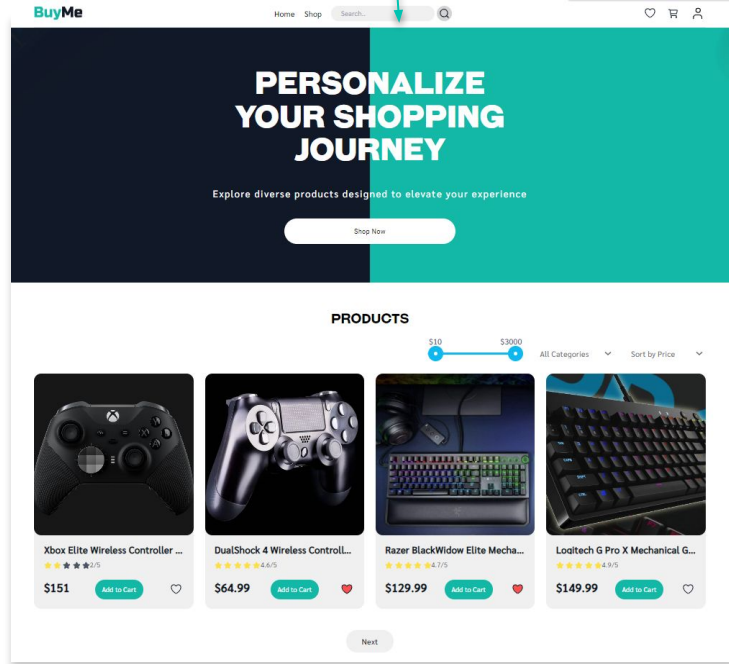 BuyMe
Home Shop Search...
PERSONALIZE
YOUR SHOPPING
JOURNEY
Explore diverse products designed to elevate your experience
Shop Now
PRODUCTS
$10 $3000
All Categories Sort by Price
Xbox Elite Wireless Controller ...
2/5
$151 Add to Cart
DualShock 4 Wireless Controll...
4.6/5
$64.99 Add to Cart
Razer BlackWidow Elite Mecha...
4.7/5
$129.99 Add to Cart
Logitech G Pro X Mechanical G...
4.9/5
$149.99 Add to Cart
Next